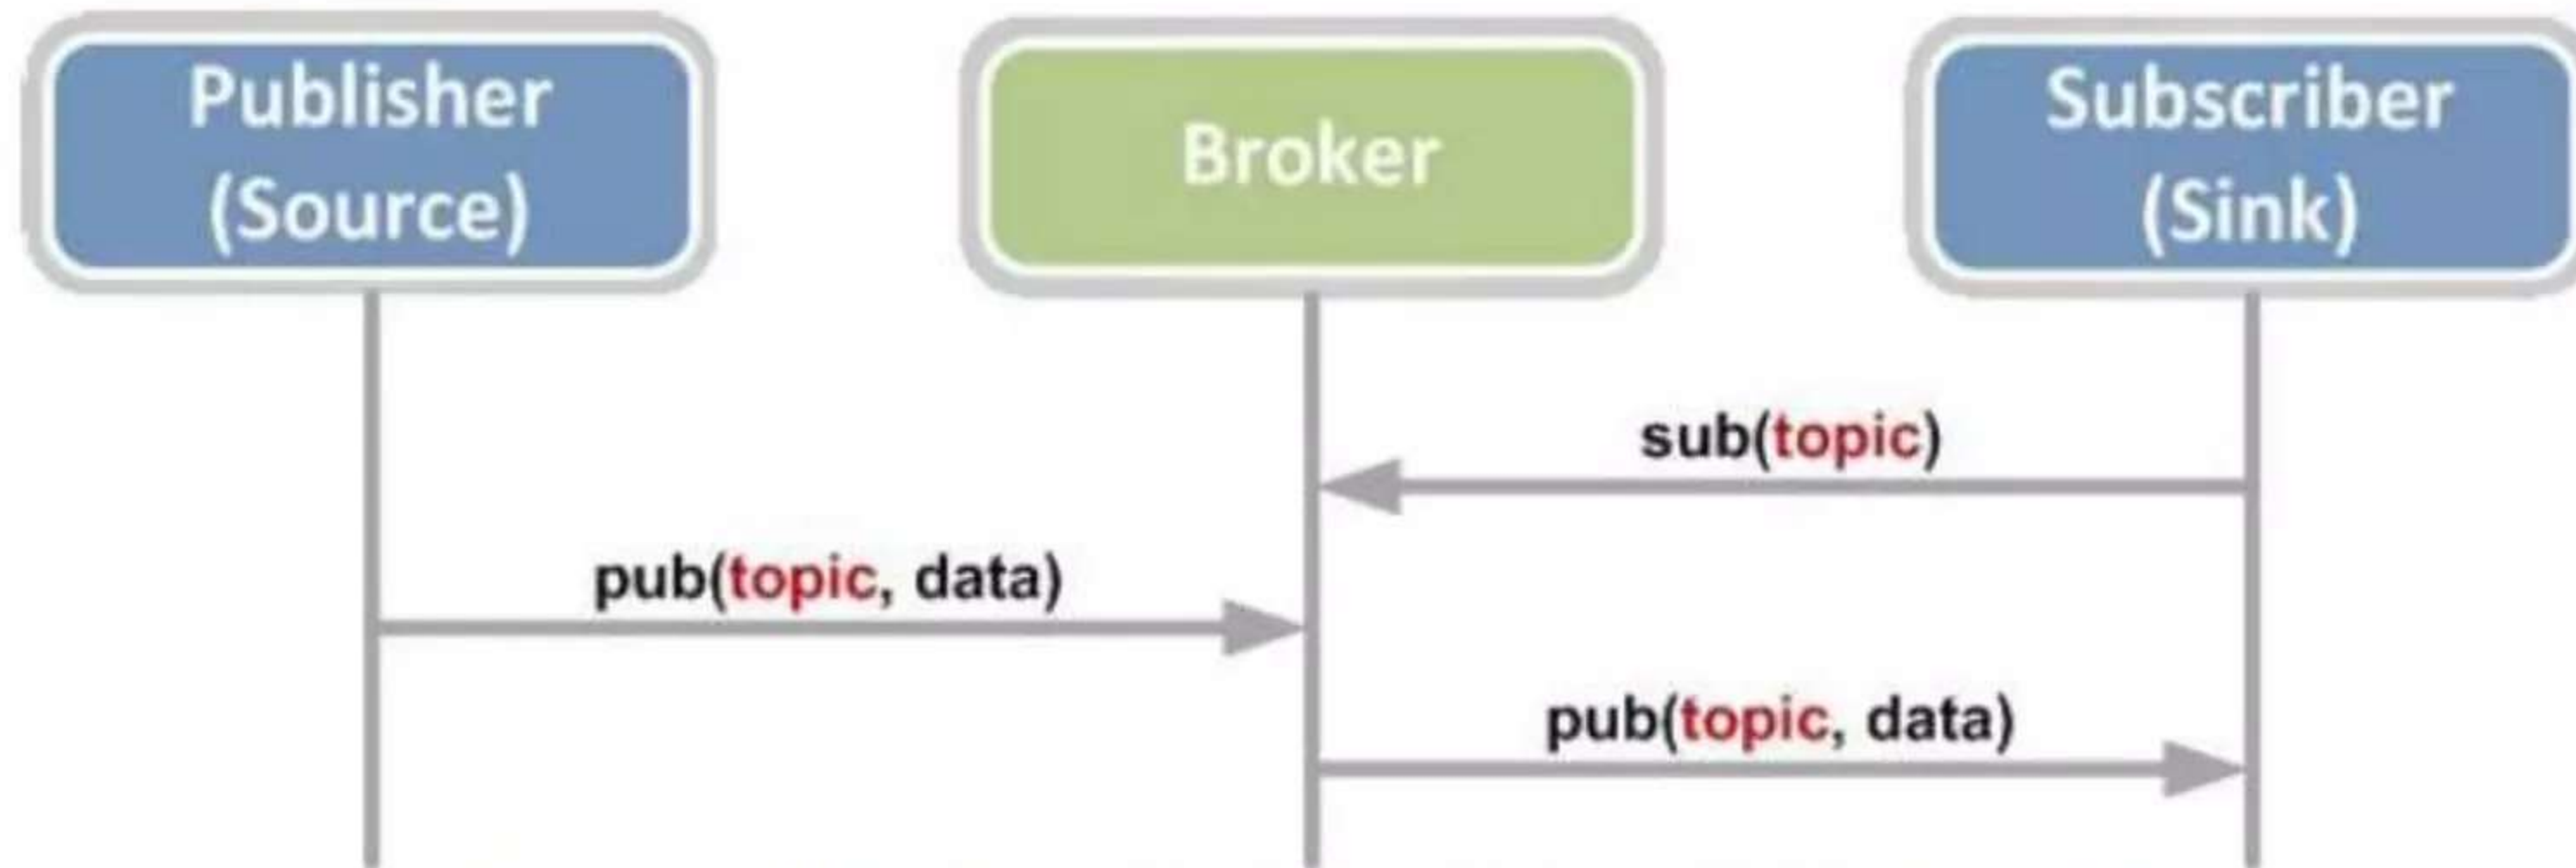 Publisher
(Source)
Broker
Subscriber
(Sink)
sub(topic)
pub(topic, data)
pub(topic, data)